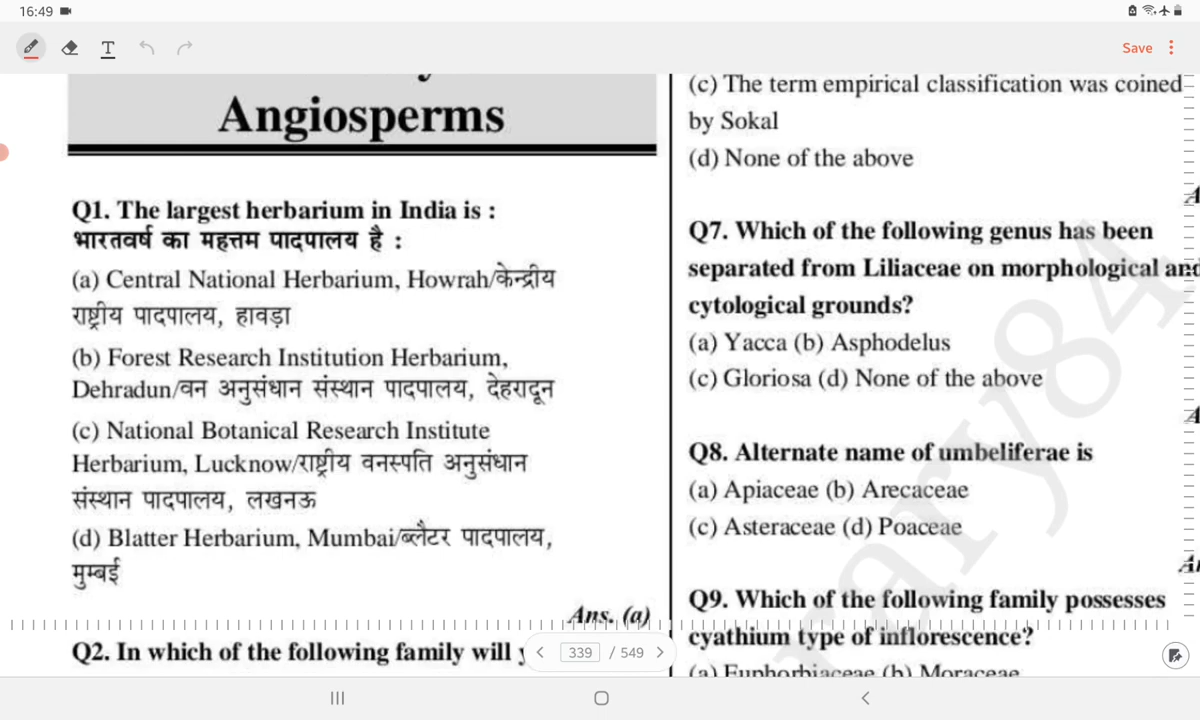 16:49
Save
Angiosperms
Q1. The largest herbarium in India is :
भारतवर्ष का महत्तम पादपालय है :
(a) Central National Herbarium, Howrah/केन्द्रीय
राष्ट्रीय पादपालय, हावड़ा
(b) Forest Research Institution Herbarium,
Dehradun/वन अनुसंधान संस्थान पादपालय, देहरादून
(c) National Botanical Research Institute
Herbarium, Lucknow/राष्ट्रीय वनस्पति अनुसंधान
संस्थान पादपालय, लखनऊ
(d) Blatter Herbarium, Mumbai/ब्लैटर पादपालय,
मुम्बई
Ans. (a)
Q2. In which of the following family will
(c) The term empirical classification was coined
by Sokal
(d) None of the above
Q7. Which of the following genus has been
separated from Liliaceae on morphological and
cytological grounds?
(a) Yacca (b) Asphodelus
(c) Gloriosa (d) None of the above
Q8. Alternate name of umbeliferae is
(a) Apiaceae (b) Arecaceae
(c) Asteraceae (d) Poaceae
Q9. Which of the following family possesses
cyathium type of inflorescence?
(a) Euphorbiaceae (b) Moraceae
339 / 549
rary84